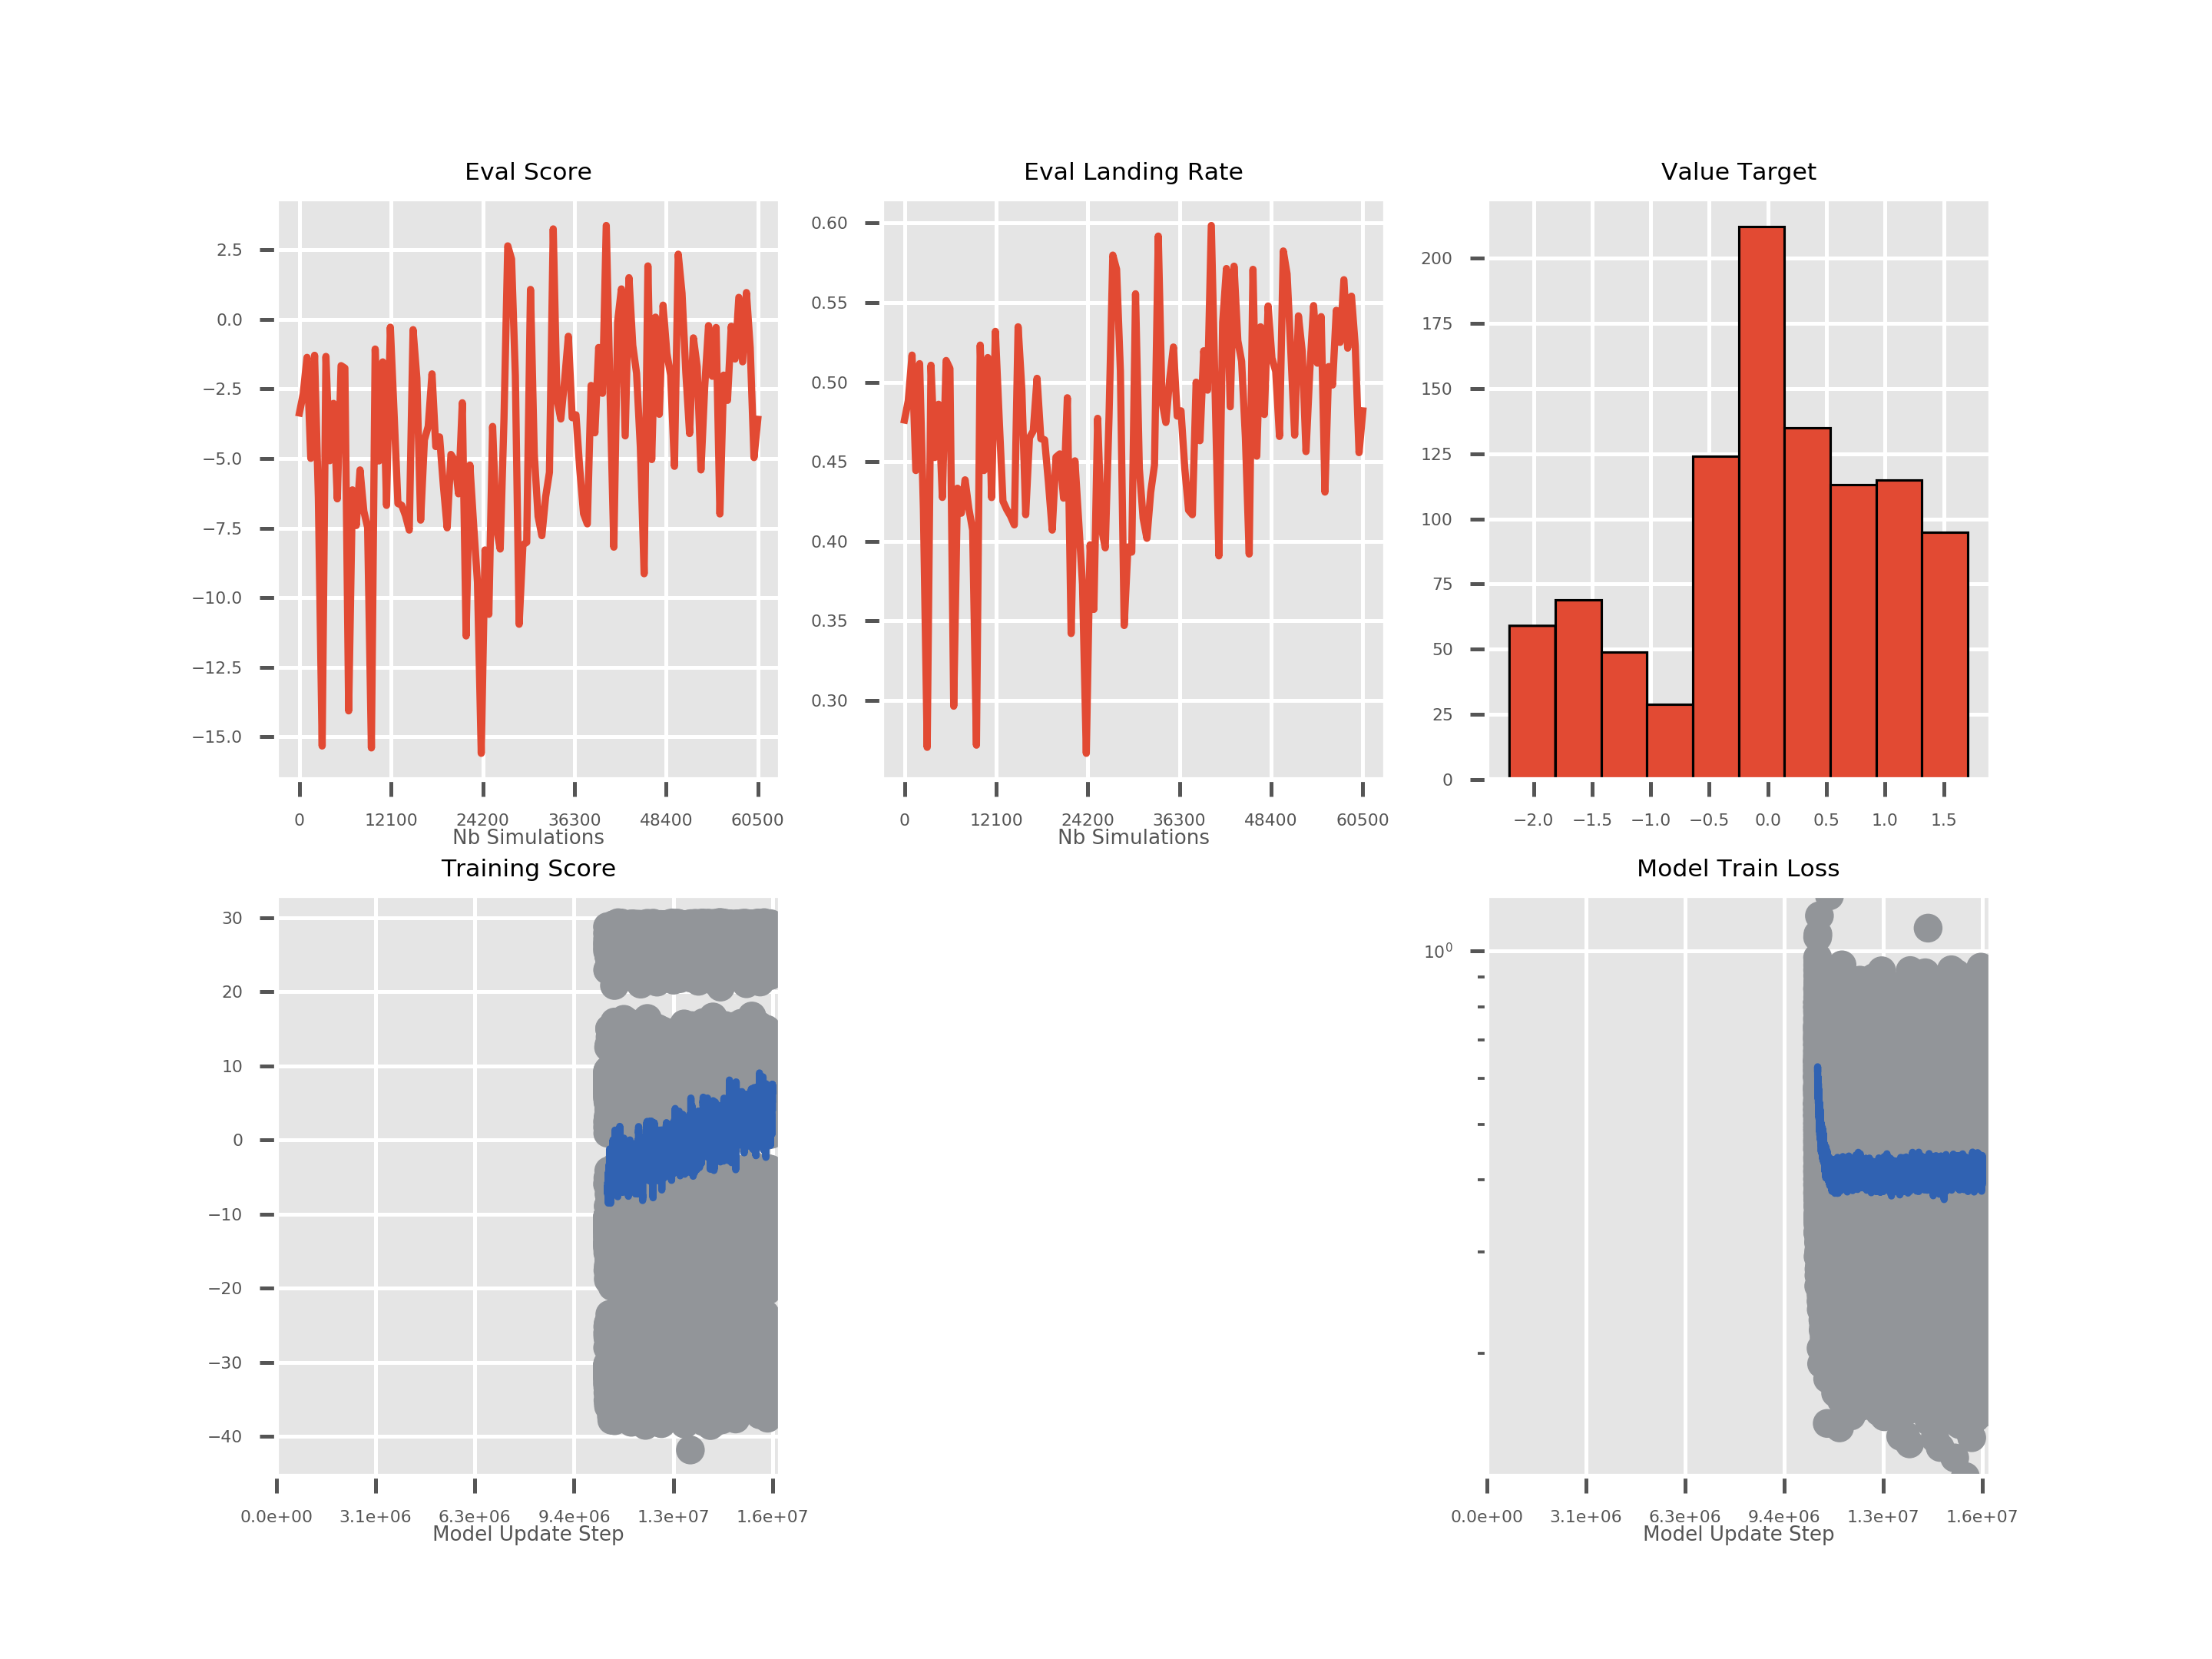 Eval Score
2.5
0.0
−2.5
−5.0
−7.5
−10.0
−12.5
−15.0
0 12100 24200 36300 48400 60500
Nb Simulations
Eval Landing Rate
0.60
0.55
0.50
0.45
0.40
0.35
0.30
0 12100 24200 36300 48400 60500
Nb Simulations
Value Target
200
175
150
125
100
75
50
25
0
−2.0 −1.5 −1.0 −0.5 0.0 0.5 1.0 1.5
Training Score
30
20
10
0
−10
−20
−30
−40
0.0e+00 3.1e+06 6.3e+06 9.4e+06 1.3e+07 1.6e+07
Model Update Step
Model Train Loss
10⁰
0.0e+00 3.1e+06 6.3e+06 9.4e+06 1.3e+07 1.6e+07
Model Update Step